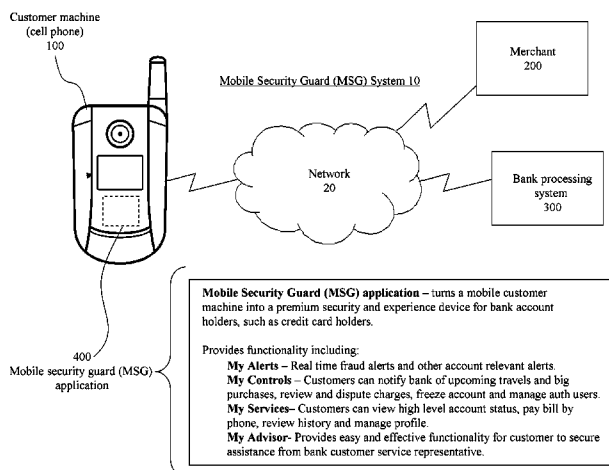 Customer machine
(cell phone)
100
Mobile Security Guard (MSG) System 10
Merchant
200
Network
20
Bank processing
system
300
400
Mobile security guard (MSG)
application
Mobile Security Guard (MSG) application – turns a mobile customer
machine into a premium security and experience device for bank account
holders, such as credit card holders.
Provides functionality including:
My Alerts – Real time fraud alerts and other account relevant alerts.
My Controls – Customers can notify bank of upcoming travels and big
purchases, review and dispute charges, freeze account and manage auth users.
My Services– Customers can view high level account status, pay bill by
phone, review history and manage profile.
My Advisor- Provides easy and effective functionality for customer to secure
assistance from bank customer service representative.